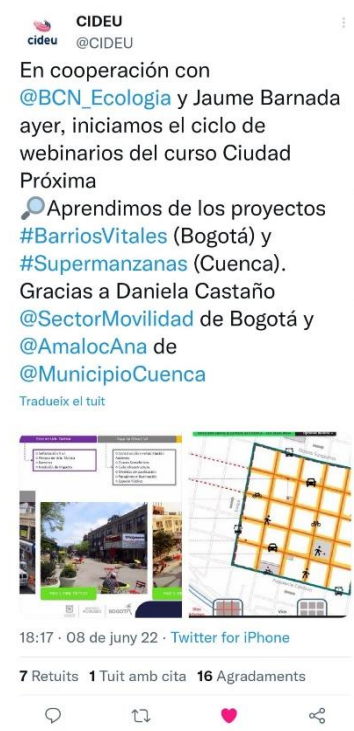 CIDEU
cideu
@CIDEU
En cooperación con
@BCN_Ecologia y Jaume Barnada
ayer, iniciamos el ciclo de
webinarios del curso Ciudad
Próxima
Aprendimos de los proyectos
#BarriosVitales (Bogotá) y
#Supermanzanas (Cuenca).
Gracias a Daniela Castaño
@SectorMovilidad de Bogotá y
@AmalocAna de
@MunicipioCuenca
Tradueix el tuit
BOGOTÁ
18:17 · 08 de juny 22 · Twitter for iPhone
7 Retuits 1 Tuit amb cita 16 Agradaments